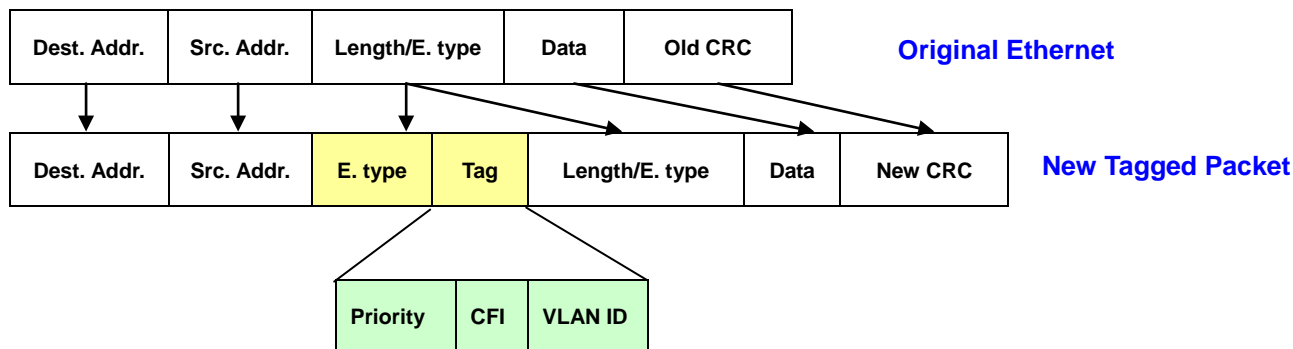 Dest. Addr. Src. Addr. Length/E. type Data Old CRC Original Ethernet
Dest. Addr. Src. Addr. E. type Tag Length/E. type Data New CRC New Tagged Packet
Priority CFI VLAN ID